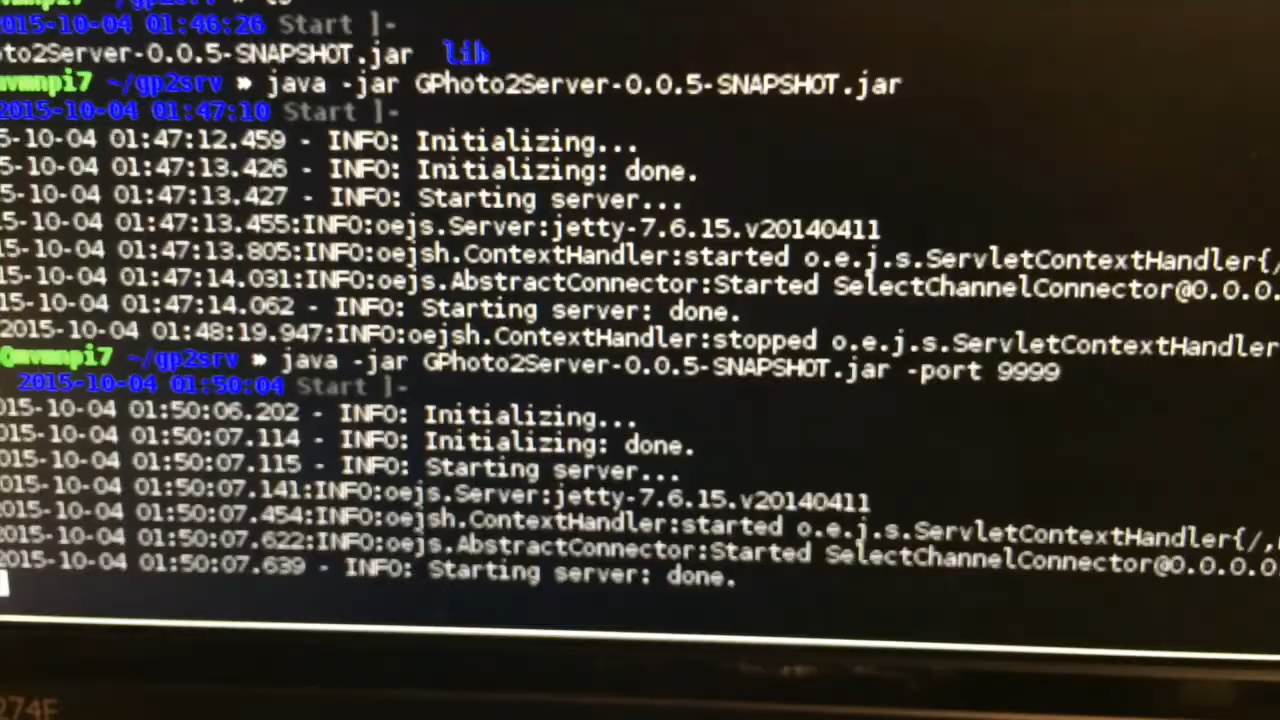 ~/gp2srv » ls
2015-10-04 01:46:26 Start ]-
to2Server-0.0.5-SNAPSHOT.jar lib
mvmnpi7 ~/gp2srv » java -jar GPhoto2Server-0.0.5-SNAPSHOT.jar
2015-10-04 01:47:10 Start ]-
5-10-04 01:47:12.459 - INFO: Initializing...
5-10-04 01:47:13.426 - INFO: Initializing: done.
5-10-04 01:47:13.427 - INFO: Starting server...
5-10-04 01:47:13.455:INFO:oejs.Server:jetty-7.6.15.v20140411
15-10-04 01:47:13.805:INFO:oejsh.ContextHandler:started o.e.j.s.ServletContextHandler{/
15-10-04 01:47:14.031:INFO:oejs.AbstractConnector:Started SelectChannelConnector@0.0.0.
15-10-04 01:47:14.062 - INFO: Starting server: done.
2015-10-04 01:48:19.947:INFO:oejsh.ContextHandler:stopped o.e.j.s.ServletContextHandler
@mvmnpi7 ~/gp2srv » java -jar GPhoto2Server-0.0.5-SNAPSHOT.jar -port 9999
2015-10-04 01:50:04 Start ]-
015-10-04 01:50:06.202 - INFO: Initializing...
015-10-04 01:50:07.114 - INFO: Initializing: done.
015-10-04 01:50:07.115 - INFO: Starting server...
015-10-04 01:50:07.141:INFO:oejs.Server:jetty-7.6.15.v20140411
015-10-04 01:50:07.454:INFO:oejsh.ContextHandler:started o.e.j.s.ServletContextHandler{/,
2015-10-04 01:50:07.622:INFO:oejs.AbstractConnector:Started SelectChannelConnector@0.0.0.0
2015-10-04 01:50:07.639 - INFO: Starting server: done.